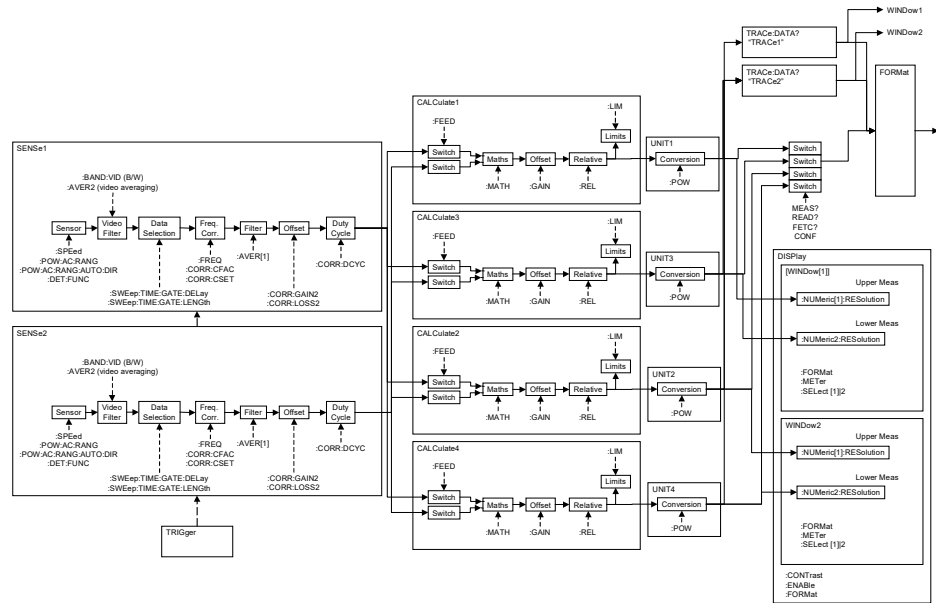 WINDow1
WINDow2
TRACe:DATA?
"TRACe1"
TRACe:DATA?
"TRACe2"
FORMat
SENSe1
:BAND:VID (B/W)
:AVER2 (video averaging)
Sensor
Video
Filter
Data
Selection
Freq.
Corr.
Filter
Offset
Duty
Cycle
:SPEed
:POW:AC:RANG
:POW:AC:RANG:AUTO:DIR
:DET:FUNC
:FREQ
:CORR:CFAC
:CORR:CSET
:AVER[1]
:CORR:DCYC
:SWEep:TIME:GATE:DELay
:SWEep:TIME:GATE:LENGth
:CORR:GAIN2
:CORR:LOSS2
SENSe2
:BAND:VID (B/W)
:AVER2 (video averaging)
Sensor
Video
Filter
Data
Selection
Freq.
Corr.
Filter
Offset
Duty
Cycle
:SPEed
:POW:AC:RANG
:POW:AC:RANG:AUTO:DIR
:DET:FUNC
:FREQ
:CORR:CFAC
:CORR:CSET
:AVER[1]
:CORR:DCYC
:SWEep:TIME:GATE:DELay
:SWEep:TIME:GATE:LENGth
:CORR:GAIN2
:CORR:LOSS2
TRIGger
CALCulate1
:FEED
:LIM
Limits
Switch
Switch
Maths
Offset
Relative
:MATH
:GAIN
:REL
UNIT1
Conversion
:POW
CALCulate3
:FEED
:LIM
Limits
Switch
Switch
Maths
Offset
Relative
:MATH
:GAIN
:REL
UNIT3
Conversion
:POW
CALCulate2
:FEED
:LIM
Limits
Switch
Switch
Maths
Offset
Relative
:MATH
:GAIN
:REL
UNIT2
Conversion
:POW
CALCulate4
:FEED
:LIM
Limits
Switch
Switch
Maths
Offset
Relative
:MATH
:GAIN
:REL
UNIT4
Conversion
:POW
Switch
Switch
Switch
Switch
MEAS?
READ?
FETC?
CONF
DISPlay
[WINDow[1]]
Upper Meas
:NUMeric[1]:RESolution
Lower Meas
:NUMeric2:RESolution
:FORMat
:METer
:SELect [1]|2
WINDow2
Upper Meas
:NUMeric[1]:RESolution
Lower Meas
:NUMeric2:RESolution
:FORMat
:METer
:SELect [1]|2
:CONTrast
:ENABle
:FORMat